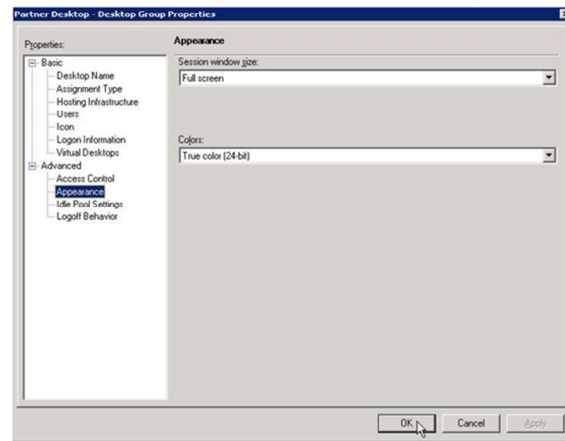 Partner Desktop - Desktop Group Properties
Properties:
Basic
Desktop Name
Assignment Type
Hosting Infrastructure
Users
Icon
Logon Information
Virtual Desktops
Advanced
Access Control
Appearance
Idle Pool Settings
Logoff Behavior
Appearance
Session window size:
Full screen
Colors:
True color (24-bit)
OK
Cancel
Apply